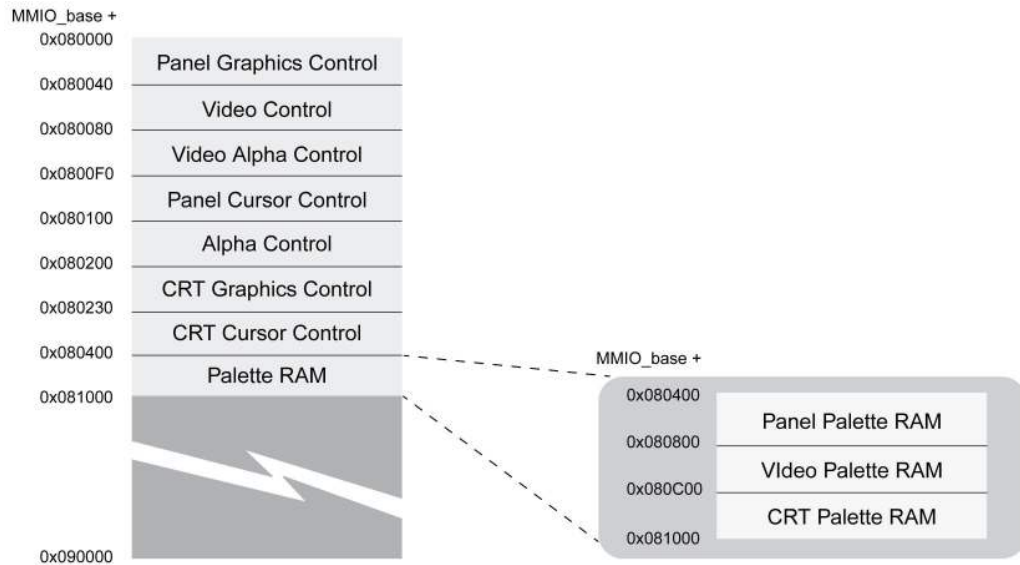 MMIO_base +
0x080000
Panel Graphics Control
0x080040
Video Control
0x080080
Video Alpha Control
0x0800F0
Panel Cursor Control
0x080100
Alpha Control
0x080200
CRT Graphics Control
0x080230
CRT Cursor Control
0x080400
Palette RAM
0x081000
0x090000
MMIO_base +
0x080400
Panel Palette RAM
0x080800
VIdeo Palette RAM
0x080C00
CRT Palette RAM
0x081000